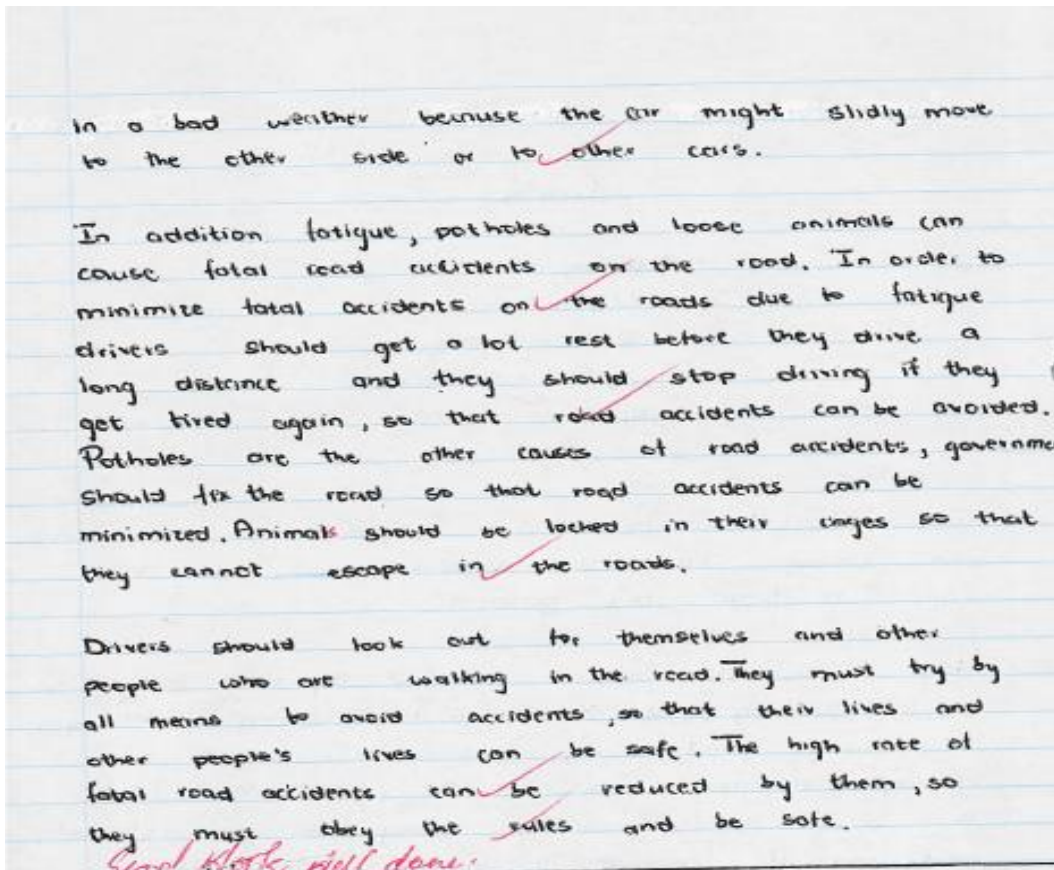 in a bad weather because the car might slidly move
to the other side or to other cars.
In addition fatigue, potholes and loose animals can
cause fatal road accidents on the road. In order to
minimize fatal accidents on the roads due to fatigue
drivers should get a lot rest before they drive a
long distance and they should stop driving if they
get tired again, so that road accidents can be avoided.
Potholes are the other causes of road accidents, governme
should fix the road so that road accidents can be
minimized. Animals should be locked in their cages so that
they cannot escape in the roads.
Drivers should look out for themselves and other
people who are walking in the road. They must try by
all means to avoid accidents, so that their lives and
other people's lives can be safe. The high rate of
fatal road accidents can be reduced by them, so
they must obey the rules and be safe.
Good Work, well done.